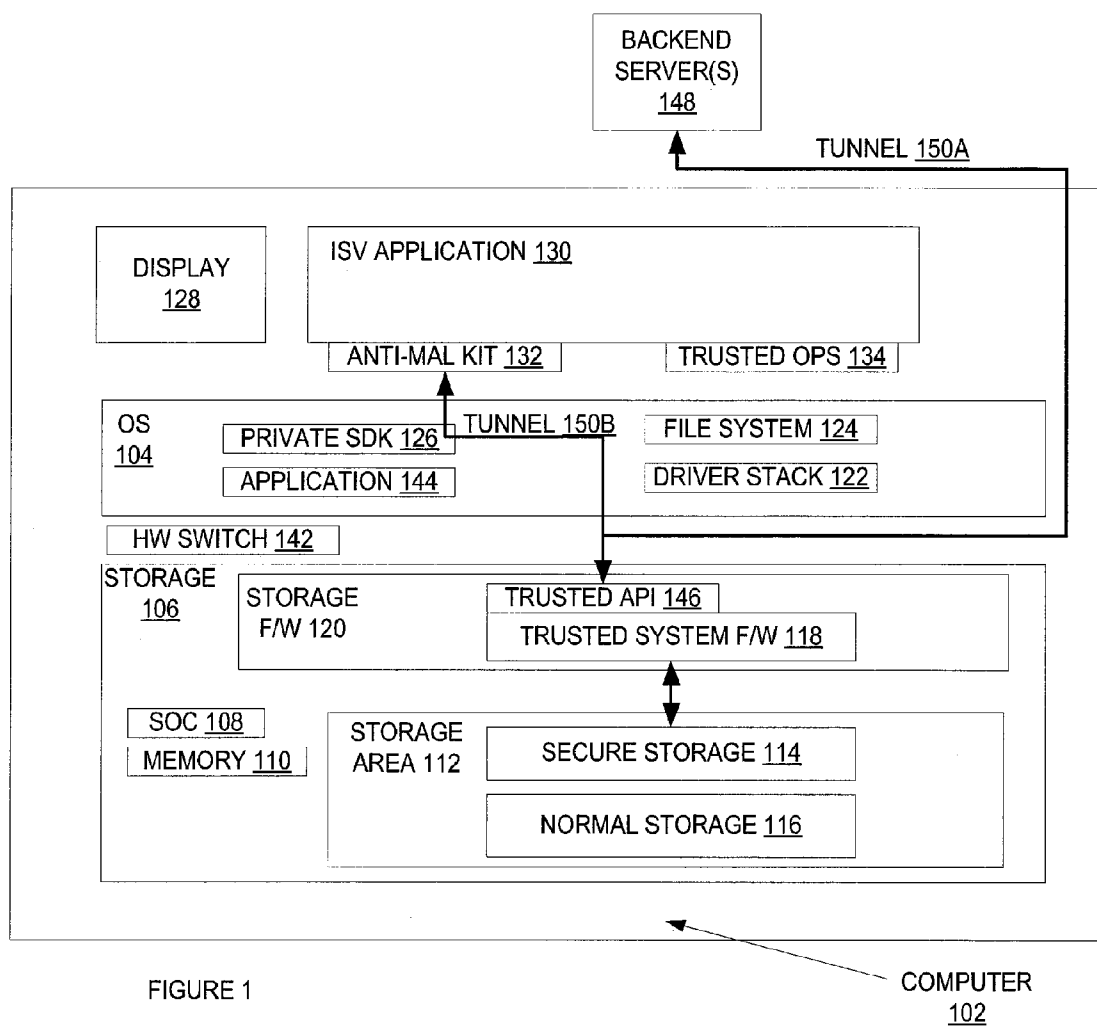 BACKEND
SERVER(S)
148
TUNNEL 150A
DISPLAY
128
ISV APPLICATION 130
ANTI-MAL KIT 132
TRUSTED OPS 134
OS
104
TUNNEL 150B
PRIVATE SDK 126
APPLICATION 144
FILE SYSTEM 124
DRIVER STACK 122
HW SWITCH 142
STORAGE
106
STORAGE
F/W 120
TRUSTED API 146
TRUSTED SYSTEM F/W 118
SOC 108
MEMORY 110
STORAGE
AREA 112
SECURE STORAGE 114
NORMAL STORAGE 116
FIGURE 1
COMPUTER
102